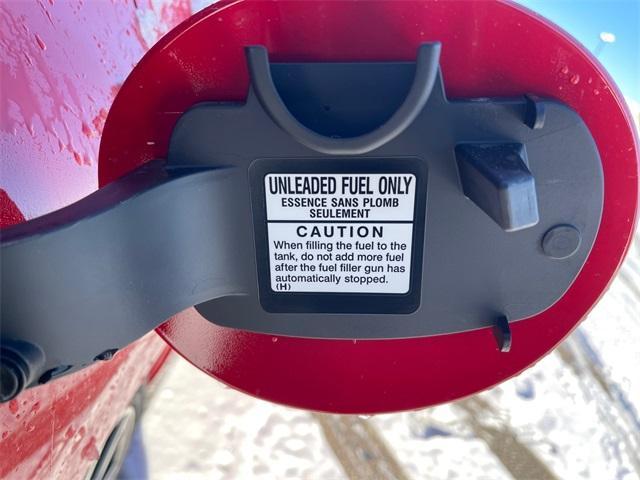 UNLEADED FUEL ONLY
ESSENCE SANS PLOMB
SEULEMENT
CAUTION
When filling the fuel to the
tank, do not add more fuel
after the fuel filler gun has
automatically stopped.
(H)